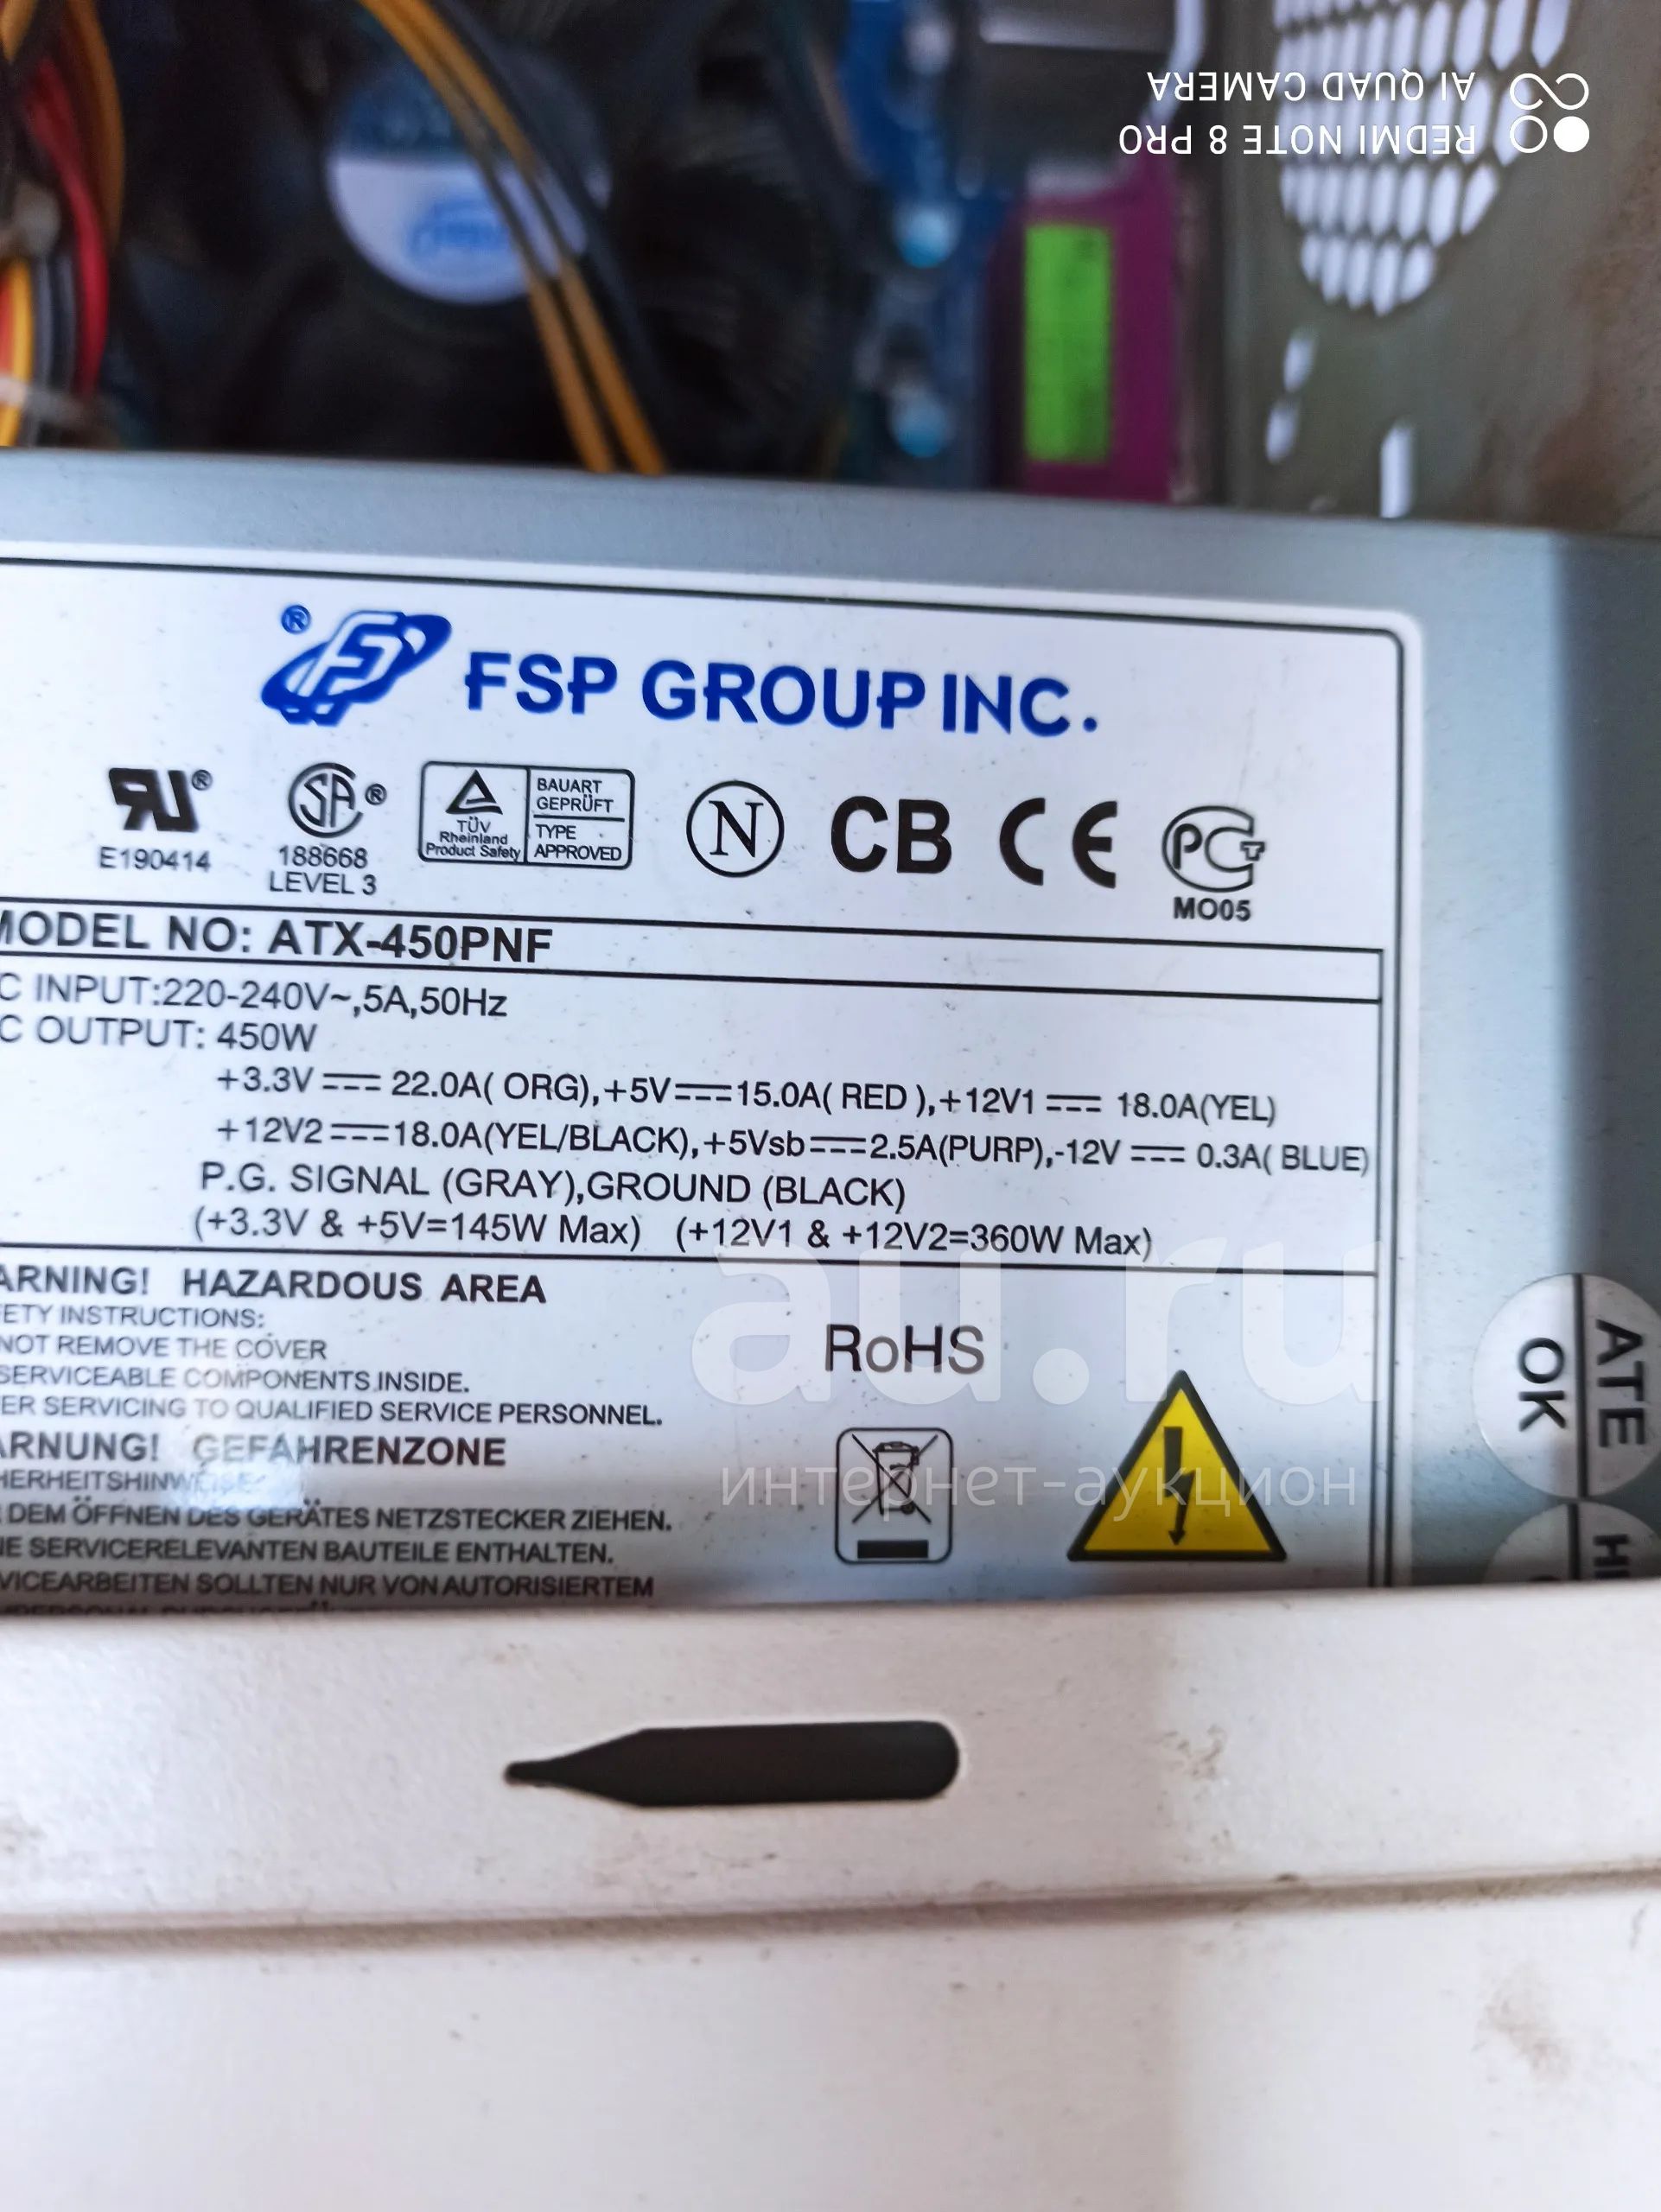 AI QUAD CAMERA
REDMI NOTE 8 PRO
® FSP GROUP INC.
®
E190414
SA®
188668
LEVEL 3
TÜV
Rheinland
Product Safety
BAUART
GEPRÜFT
TYPE
APPROVED
N
CB CE
PCT
MO05
MODEL NO: ATX-450PNF
C INPUT:220-240V~,5A,50Hz
C OUTPUT: 450W
+3.3V⎓22.0A( ORG),+5V⎓15.0A( RED ),+12V1⎓18.0A(YEL)
+12V2⎓18.0A(YEL/BLACK),+5Vsb⎓2.5A(PURP),-12V⎓0.3A( BLUE)
P.G. SIGNAL (GRAY),GROUND (BLACK)
(+3.3V & +5V=145W Max) (+12V1 & +12V2=360W Max)
ARNING! HAZARDOUS AREA
ETY INSTRUCTIONS:
NOT REMOVE THE COVER
SERVICEABLE COMPONENTS INSIDE.
ER SERVICING TO QUALIFIED SERVICE PERSONNEL.
ARNUNG! GEFAHRENZONE
HERHEITSHINWEISE
DEM ÖFFNEN DES GERÄTES NETZSTECKER ZIEHEN.
NE SERVICERELEVANTEN BAUTEILE ENTHALTEN.
VICEARBEITEN SOLLTEN NUR VON AUTORISIERTEM
RoHS
ATE
OK
HI
au.ru
интернет-аукцион